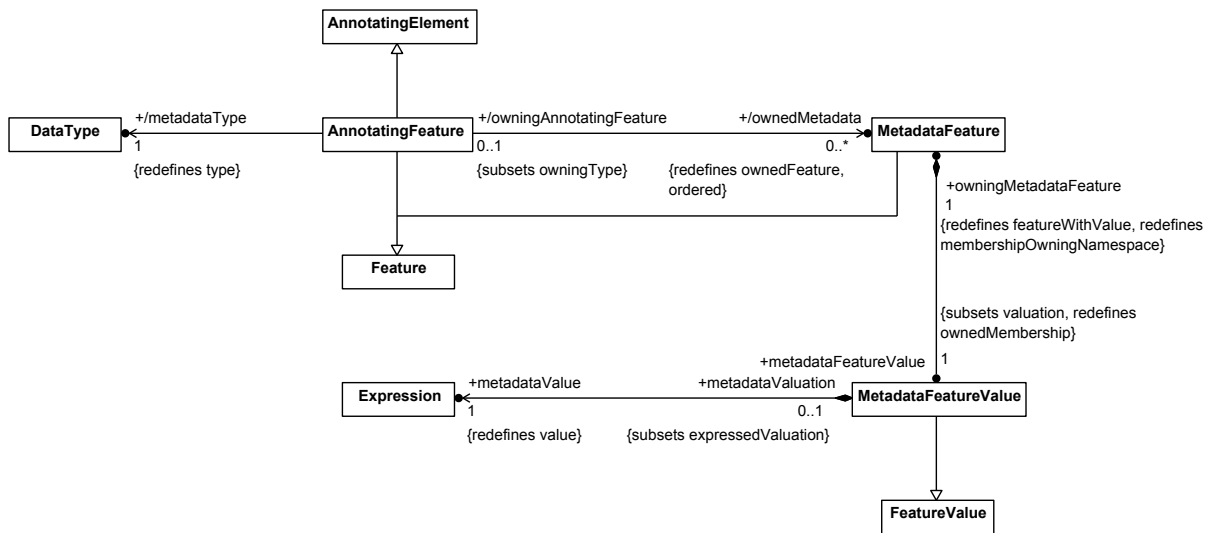 AnnotatingElement
+/metadataType
+/owningAnnotatingFeature
+/ownedMetadata
DataType
AnnotatingFeature
MetadataFeature
1
0..1
0..*
{redefines type}
{subsets owningType}
{redefines ownedFeature,
ordered}
+owningMetadataFeature
1
{redefines featureWithValue, redefines
membershipOwningNamespace}
Feature
{subsets valuation, redefines
ownedMembership}
+metadataFeatureValue
1
+metadataValue
+metadataValuation
Expression
MetadataFeatureValue
1
0..1
{redefines value}
{subsets expressedValuation}
FeatureValue